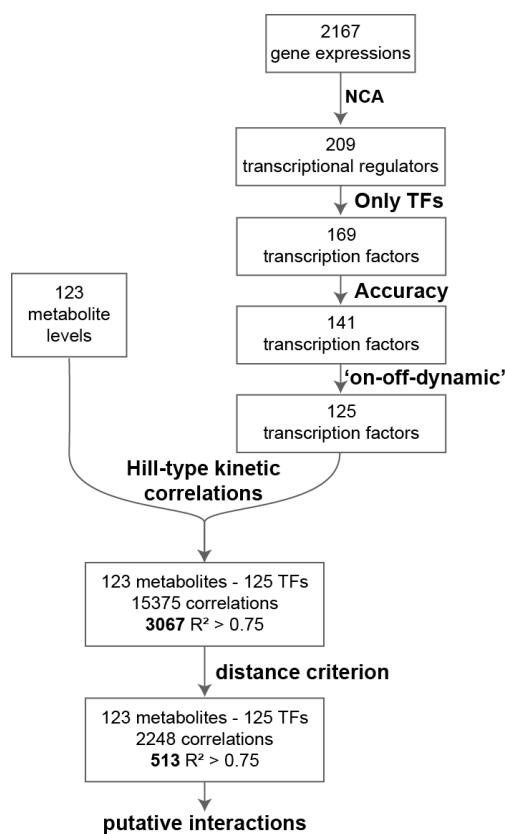 2167
gene expressions
NCA
209
transcriptional regulators
Only TFs
169
transcription factors
Accuracy
123
metabolite
levels
141
transcription factors
‘on-off-dynamic’
125
transcription factors
Hill-type kinetic
correlations
123 metabolites - 125 TFs
15375 correlations
3067 R² > 0.75
distance criterion
123 metabolites - 125 TFs
2248 correlations
513 R² > 0.75
putative interactions